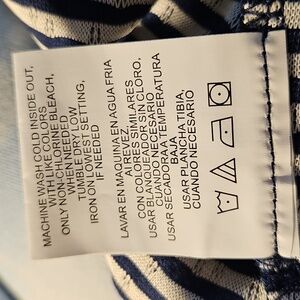 MACHINE WASH COLD INSIDE OUT,
WITH LIKE COLORS
ONLY NON-CHLORINE BLEACH,
WHEN NEEDED
TUMBLE DRY LOW
IRON ON LOWEST SETTING,
IF NEEDED
LAVAR EN MAQUINA EN AGUA FRIA
AL REVEZ,
CON COLORES SIMILARES
USAR BLANQUEADOR SIN CLORO,
CUANDO NECESARIO
USAR SECADORA A TEMPERATURA
BAJA
USAR PLANCHA TIBIA,
CUANDO NECESARIO